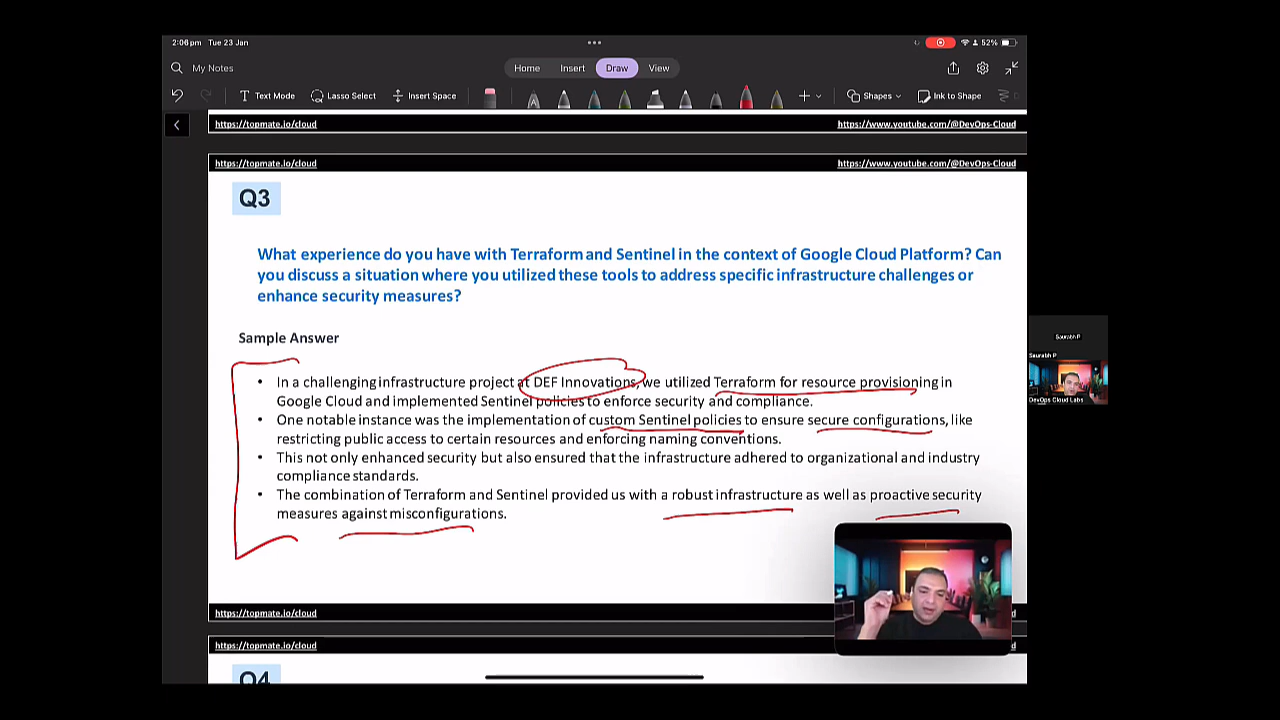 2:06 pm Tue 23 Jan
52%
My Notes
Home Insert Draw View
Text Mode Lasso Select Insert Space Shapes Ink to Shape
https://topmate.io/cloud https://www.youtube.com/@DevOps-Cloud
https://topmate.io/cloud https://www.youtube.com/@DevOps-Cloud
Q3
What experience do you have with Terraform and Sentinel in the context of Google Cloud Platform? Can
you discuss a situation where you utilized these tools to address specific infrastructure challenges or
enhance security measures?
Sample Answer
• In a challenging infrastructure project at DEF Innovations, we utilized Terraform for resource provisioning in
Google Cloud and implemented Sentinel policies to enforce security and compliance.
• One notable instance was the implementation of custom Sentinel policies to ensure secure configurations, like
restricting public access to certain resources and enforcing naming conventions.
• This not only enhanced security but also ensured that the infrastructure adhered to organizational and industry
compliance standards.
• The combination of Terraform and Sentinel provided us with a robust infrastructure as well as proactive security
measures against misconfigurations.
https://topmate.io/cloud
https://topmate.io/cloud
Q4
Saurabh P
Saurabh P
DevOps Cloud Labs